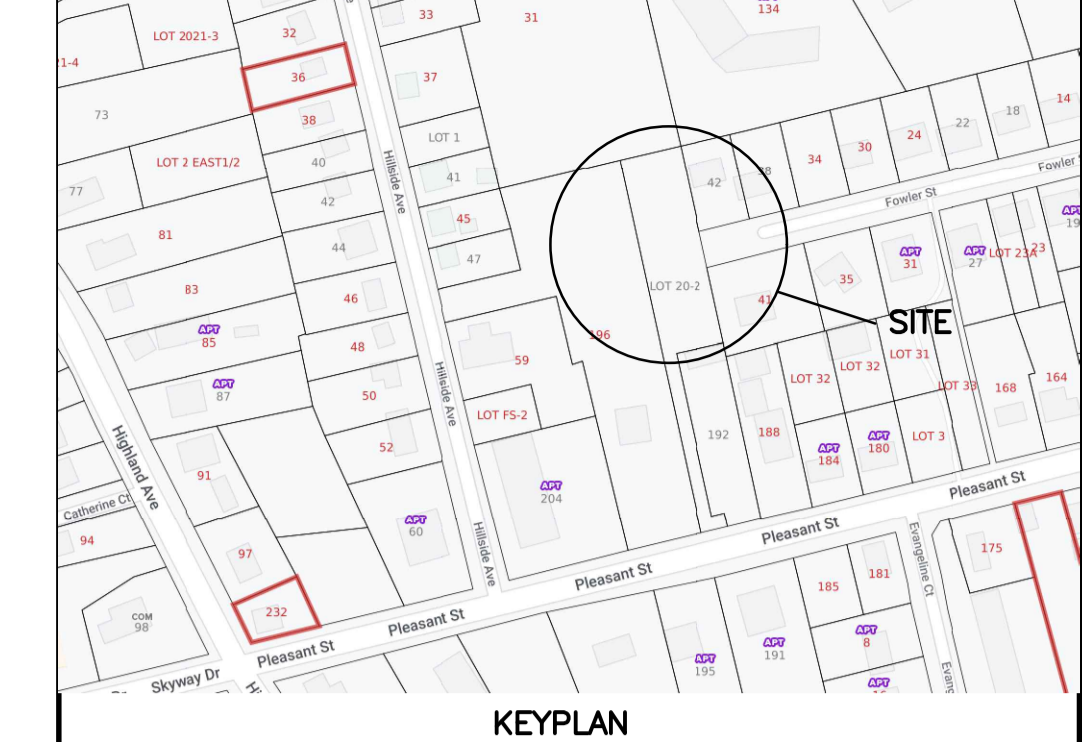 134
33
31
32
LOT 2021-3
1-4
36
37
14
18
24
22
73
38
LOT 1
30
34
38
Fowler S
LOT 2 EAST1/2
40
Hillside Ave
41
42
77
42
Fowler St
45
APT
19
81
44
47
APT
31
APT
27
LOT 23A
23
35
LOT 20-2
83
46
41
SITE
APT
85
48
196
59
LOT 31
LOT 32
LOT 32
LOT 33
168
164
APT
87
50
Hillside Ave
LOT FS-2
192
188
LOT 3
APT
184
APT
180
52
Highland Ave
91
APT
204
Pleasant St
Catherine Ct
APT
60
Pleasant St
94
97
Hillside Ave
Evangeline Ct
175
Pleasant St
181
185
232
Pleasant St
COM
98
APT
8
APT
191
APT
195
Pleasant St
Skyway Dr
Evang
APT
KEYPLAN